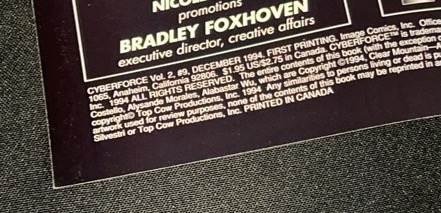 NICOL
promotions
BRADLEY FOXHOVEN
executive director, creative affairs
CYBERFORCE Vol. 2, #9, DECEMBER 1994. FIRST PRINTING. Image Comics, Inc. Office
1065, Anaheim, California 92806. $1.95 US/$2.75 in Canada. CYBERFORCE™ is tradema
Inc. 1994 ALL RIGHTS RESERVED. The entire contents of this book (with the
Costello, Alysande Morales, Alabastar Wu, which are Copyright ©1994, Clear Mountain
copyright© Top Cow Productions, Inc. 1994 Any similarities to persons living or dead is p
artwork used for review purposes, none of the contents of this book may be reprinted in
Silvestri or Top Cow Productions, Inc. PRINTED IN CANADA